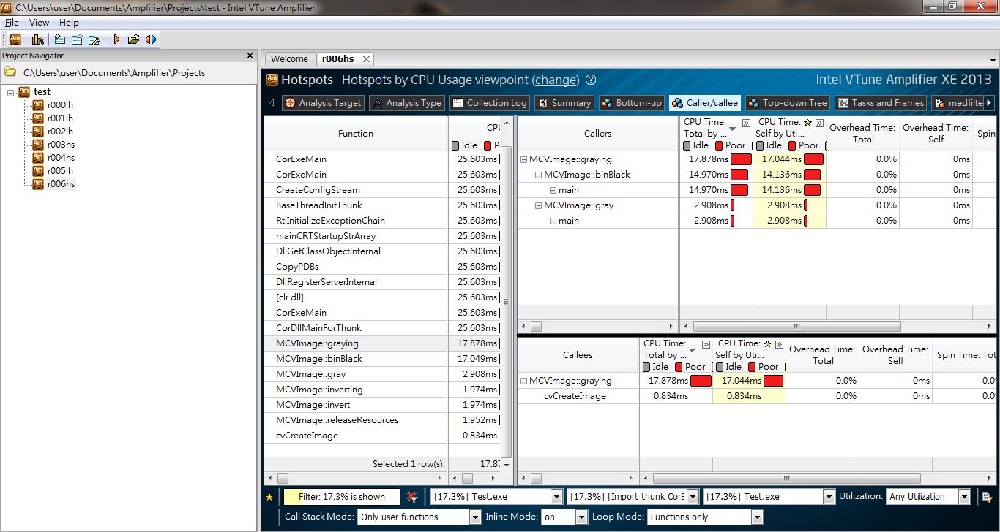 C:\Users\user\Documents\Amplifier\Projects\test - Intel VTune Amplifier
File View Help
Project Navigator
C:\Users\user\Documents\Amplifier\Projects
test
r000lh
r001lh
r002lh
r003hs
r004hs
r005lh
r006hs
Welcome r006hs
Hotspots Hotspots by CPU Usage viewpoint (change) Intel VTune Amplifier XE 2013
Analysis Target Analysis Type Collection Log Summary Bottom-up Caller/callee Top-down Tree Tasks and Frames medfilte
Function CPU
Idle P
CorExeMain 25.603ms
CorExeMain 25.603ms
CreateConfigStream 25.603ms
BaseThreadInitThunk 25.603ms
RtlInitializeExceptionChain 25.603ms
mainCRTStartupStrArray 25.603ms
DllGetClassObjectInternal 25.603ms
CopyPDBs 25.603ms
DllRegisterServerInternal 25.603ms
[clr.dll] 25.603ms
CorExeMain 25.603ms
CorDllMainForThunk 25.603ms
MCVImage::graying 17.878ms
MCVImage::binBlack 17.049ms
MCVImage::gray 2.908ms
MCVImage::inverting 1.974ms
MCVImage::invert 1.974ms
MCVImage::releaseResources 1.952ms
cvCreateImage 0.834ms
Selected 1 row(s): 17.87
Callers
CPU Time: Total by ... Idle Poor
CPU Time: Self by Uti... Idle Poor
Overhead Time: Total
Overhead Time: Self
Spin
MCVImage::graying 17.878ms 17.044ms 0.0% 0ms
MCVImage::binBlack 14.970ms 14.136ms 0.0% 0ms
main 14.970ms 14.136ms 0.0% 0ms
MCVImage::gray 2.908ms 2.908ms 0.0% 0ms
main 2.908ms 2.908ms 0.0% 0ms
Callees
CPU Time: Total by ... Idle Poor
CPU Time: Self by Uti... Idle Poor
Overhead Time: Total
Overhead Time: Self
Spin Time: Tot
MCVImage::graying 17.878ms 17.044ms 0.0% 0ms 0.0%
cvCreateImage 0.834ms 0.834ms 0.0% 0ms 0.0%
Filter: 17.3% is shown [17.3%] Test.exe [17.3%] [Import thunk CorE [17.3%] Test.exe Utilization: Any Utilization
Call Stack Mode: Only user functions Inline Mode: on Loop Mode: Functions only